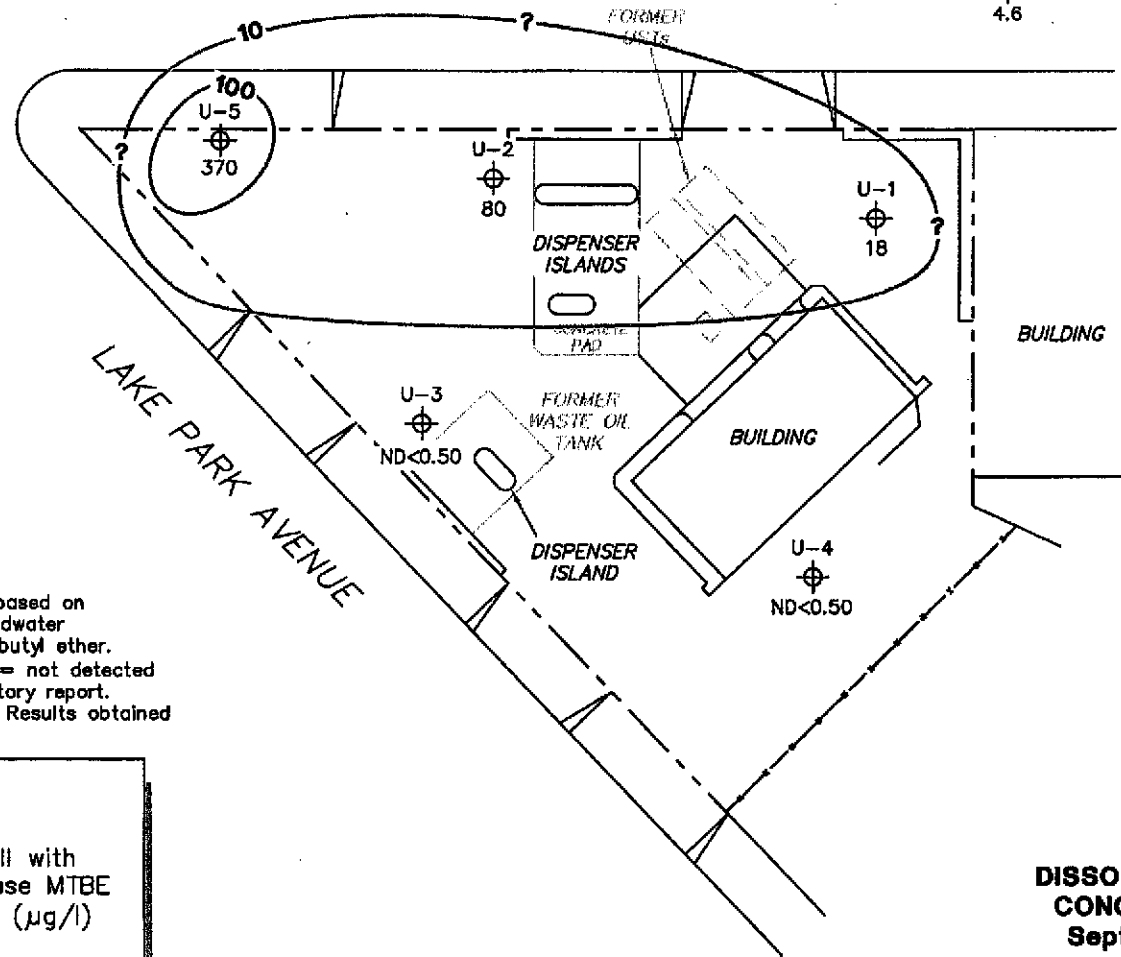 4.6
FORMER
USTs
10
?
100
U-5
370
?
U-2
80
U-1
18
?
DISPENSER
ISLANDS
CONCRETE
PAD
BUILDING
LAKE PARK AVENUE
U-3
ND<0.50
FORMER
WASTE OIL
TANK
BUILDING
DISPENSER
ISLAND
U-4
ND<0.50
based on
dwater
butyl ether.
= not detected
tory report.
Results obtained
ll with
use MTBE
(µg/l)
DISSO
CONC
Sept